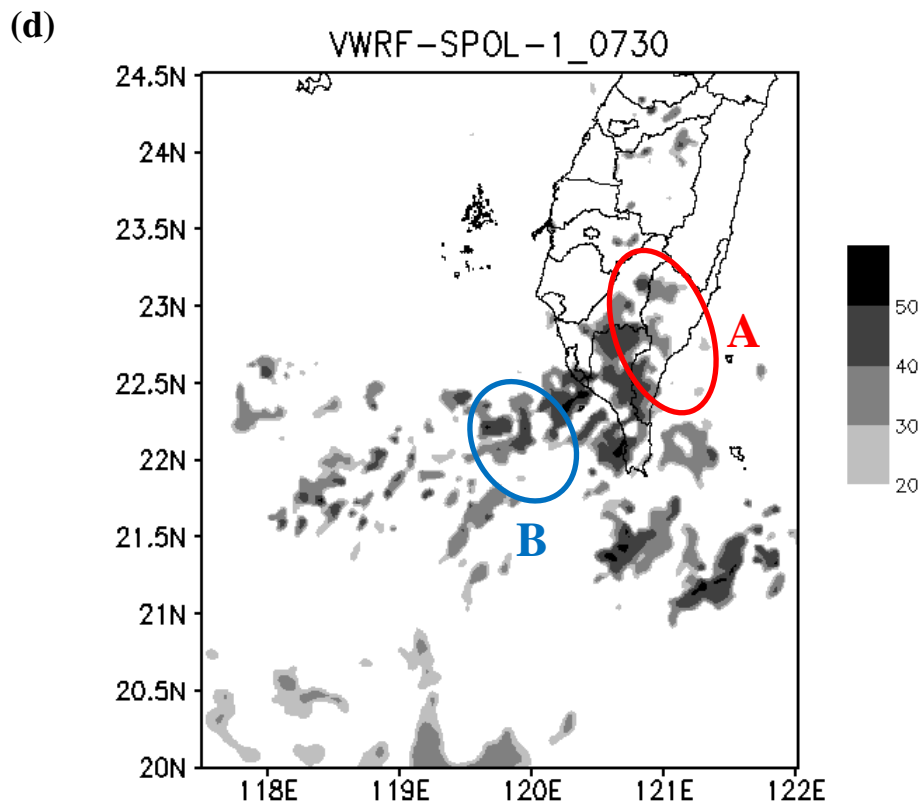 (d)
VWRF-SPOL-1_0730
24.5N
24N
23.5N
23N
22.5N
22N
21.5N
21N
20.5N
20N
118E 119E 120E 121E 122E
A
B
50
40
30
20